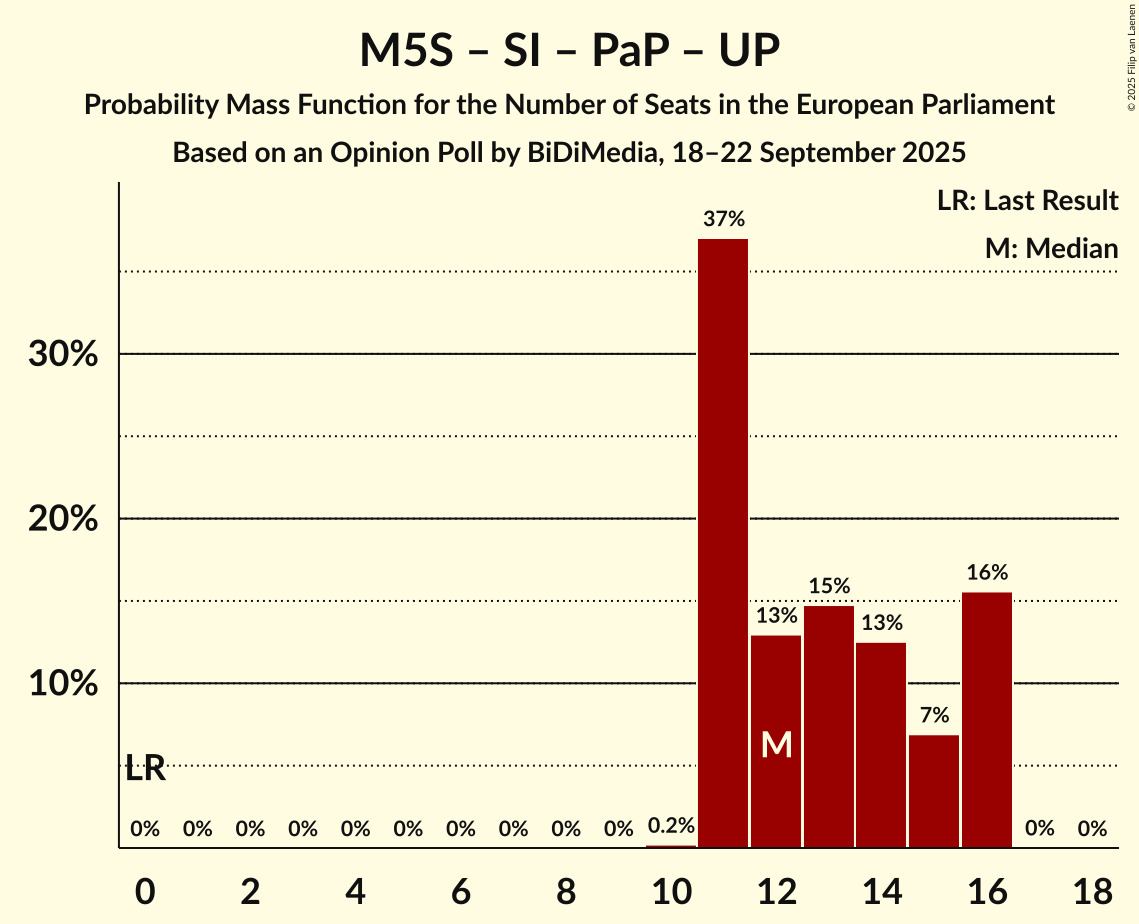 M5S – SI – PaP – UP
Probability Mass Function for the Number of Seats in the European Parliament
Based on an Opinion Poll by BiDiMedia, 18–22 September 2025
© 2025 Filip van Laenen
LR: Last Result
M: Median
37%
30%
20%
16%
15%
13%
13%
10%
7%
M
LR
0% 0% 0% 0% 0% 0% 0% 0% 0% 0% 0.2% 0% 0%
0 2 4 6 8 10 12 14 16 18